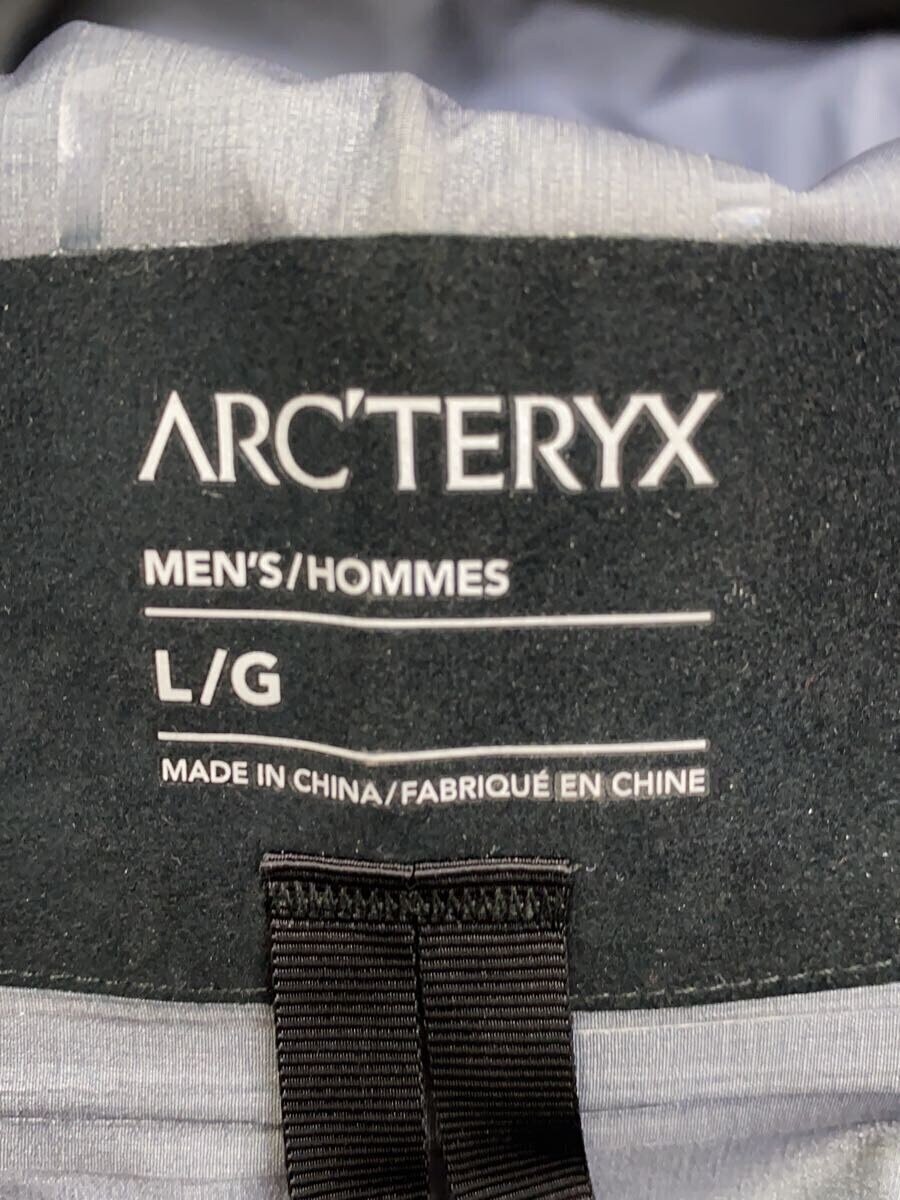 ARC'TERYX
MEN'S/HOMMES
L/G
MADE IN CHINA/FABRIQUÉ EN CHINE